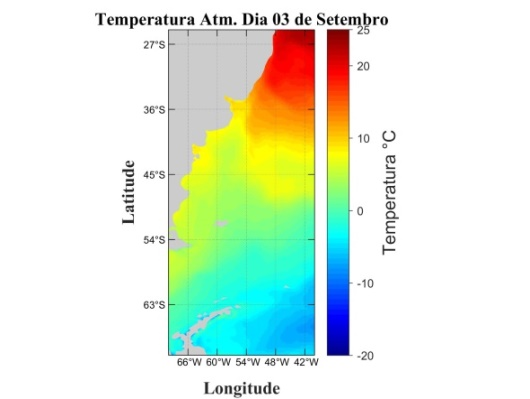 Temperatura Atm. Dia 03 de Setembro
27°S
36°S
45°S
54°S
63°S
66°W 60°W 54°W 48°W 42°W
Latitude
Longitude
25
20
10
0
-10
-20
Temperatura °C